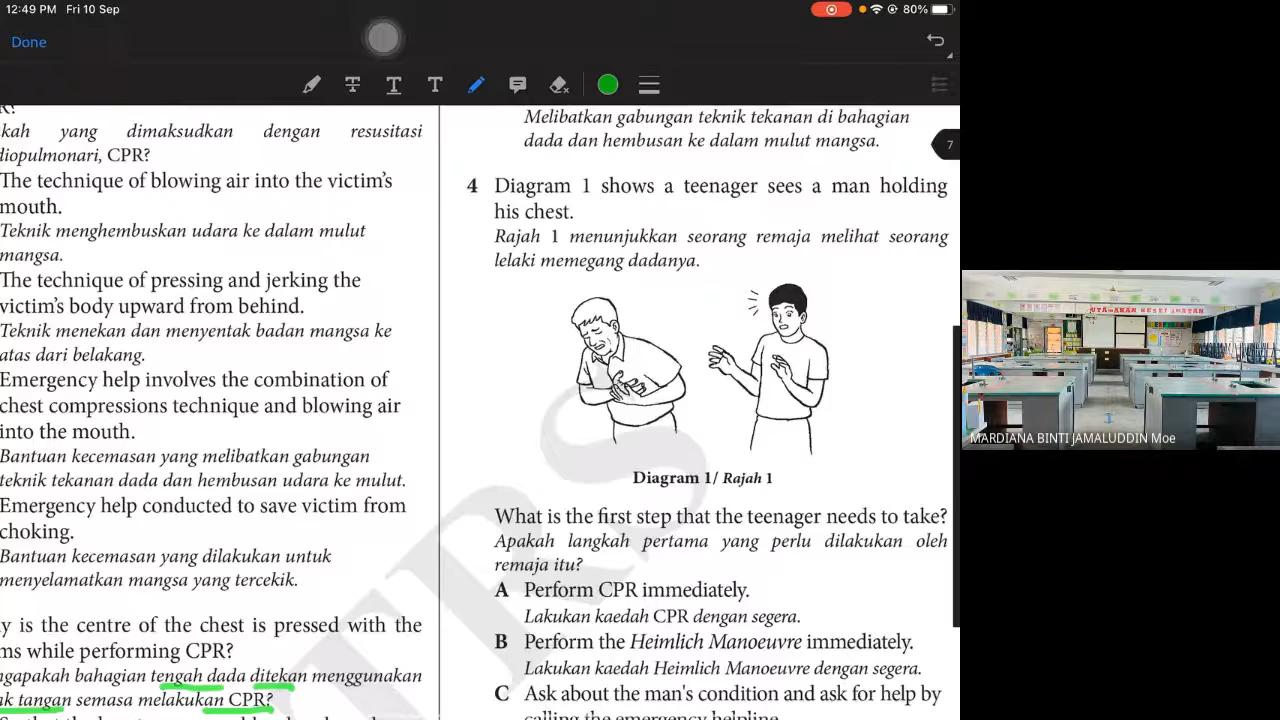 12:49 PM Fri 10 Sep
80%
Done
7
kah yang dimaksudkan dengan resusitasi
diopulmonari, CPR?
The technique of blowing air into the victim's
mouth.
Teknik menghembuskan udara ke dalam mulut
mangsa.
The technique of pressing and jerking the
victim's body upward from behind.
Teknik menekan dan menyentak badan mangsa ke
atas dari belakang.
Emergency help involves the combination of
chest compressions technique and blowing air
into the mouth.
Bantuan kecemasan yang melibatkan gabungan
teknik tekanan dada dan hembusan udara ke mulut.
Emergency help conducted to save victim from
choking.
Bantuan kecemasan yang dilakukan untuk
menyelamatkan mangsa yang tercekik.
y is the centre of the chest is pressed with the
ms while performing CPR?
ngapakah bahagian tengah dada ditekan menggunakan
ak tangan semasa melakukan CPR?
Melibatkan gabungan teknik tekanan di bahagian
dada dan hembusan ke dalam mulut mangsa.
4 Diagram 1 shows a teenager sees a man holding
his chest.
Rajah 1 menunjukkan seorang remaja melihat seorang
lelaki memegang dadanya.
Diagram 1/ Rajah 1
What is the first step that the teenager needs to take?
Apakah langkah pertama yang perlu dilakukan oleh
remaja itu?
A Perform CPR immediately.
Lakukan kaedah CPR dengan segera.
B Perform the Heimlich Manoeuvre immediately.
Lakukan kaedah Heimlich Manoeuvre dengan segera.
C Ask about the man's condition and ask for help by
calling the emergency helpline
UTAMAKAN KESELAMATAN
MARDIANA BINTI JAMALUDDIN Moe